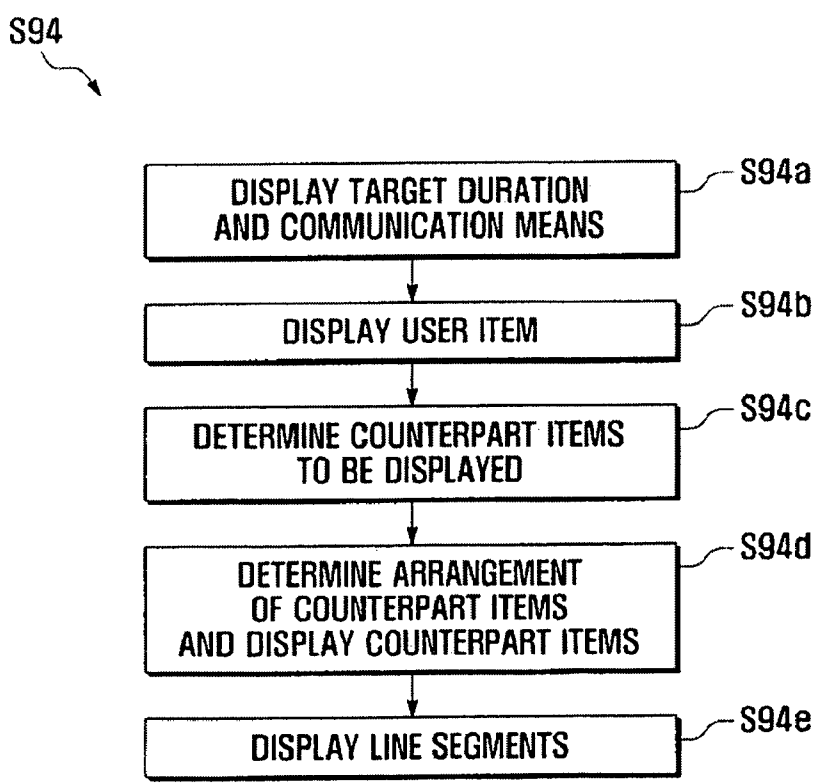 S94
DISPLAY TARGET DURATION
AND COMMUNICATION MEANS
S94a
DISPLAY USER ITEM
S94b
DETERMINE COUNTERPART ITEMS
TO BE DISPLAYED
S94c
DETERMINE ARRANGEMENT
OF COUNTERPART ITEMS
AND DISPLAY COUNTERPART ITEMS
S94d
DISPLAY LINE SEGMENTS
S94e